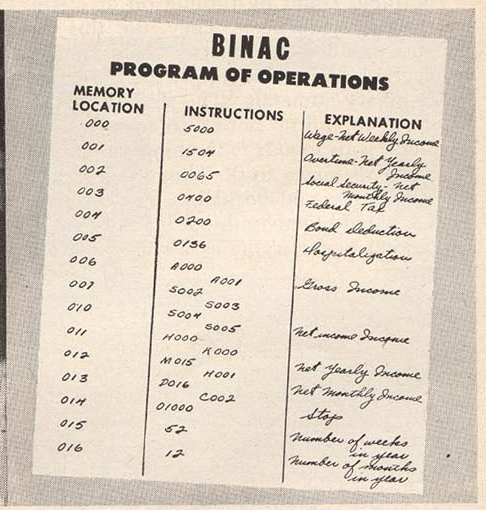 BINAC
PROGRAM OF OPERATIONS
MEMORY LOCATION INSTRUCTIONS EXPLANATION
000 5000 Wage-Net Weekly Income
001 1504 Overtime-Net Yearly Income
002 0065 Social Security-Net Monthly Income
003 0400 Federal Tax
004 0200 Bond Deduction
005 0136 Hospitalization
006 A000
A001 Gross Income
007 S002
S003
010 S004
S005 Net income Income
011 H000
K000
012 M015
H001 Net Yearly Income
013 D016
C002 Net Monthly Income
014 01000 Stop
015 52 Number of weeks in year
016 12 Number of months in year